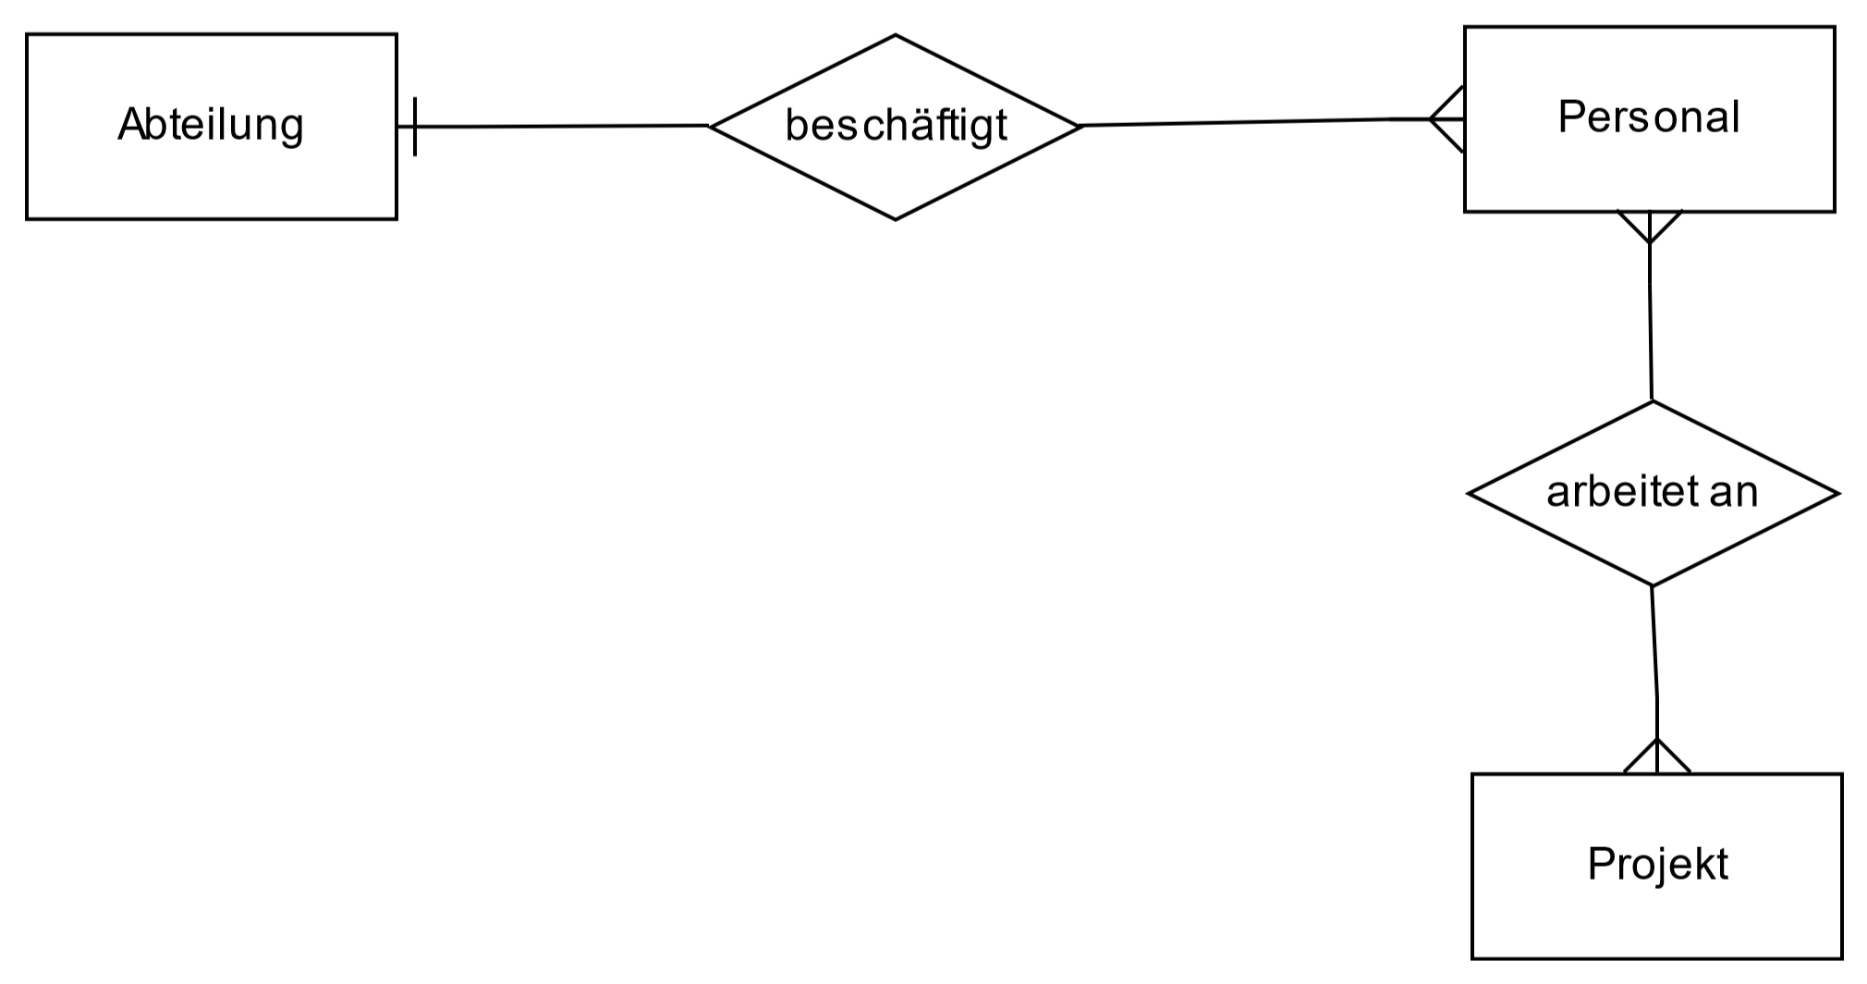 Abteilung
beschäftigt
Personal
arbeitet an
Projekt